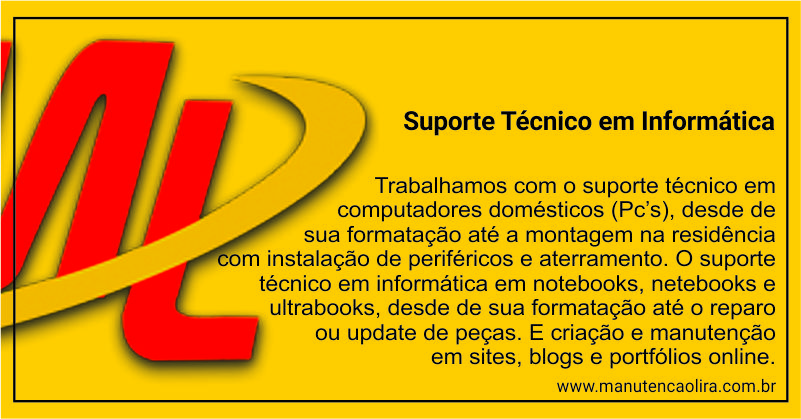 ML
Suporte Técnico em Informática
Trabalhamos com o suporte técnico em
computadores domésticos (Pc’s), desde de
sua formatação até a montagem na residência
com instalação de periféricos e aterramento. O suporte
técnico em informática em notebooks, netebooks e
ultrabooks, desde de sua formatação até o reparo
ou update de peças. E criação e manutenção
em sites, blogs e portfólios online.
www.manutencaolira.com.br